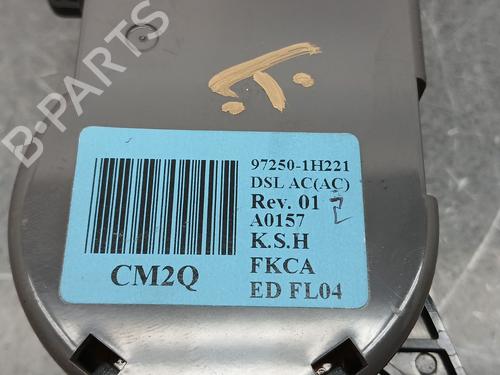 B-PARTS
97250-1H221
DSL AC(AC)
Rev. 01
A0157
K.S.H
CM2Q
FKCA
ED FL04